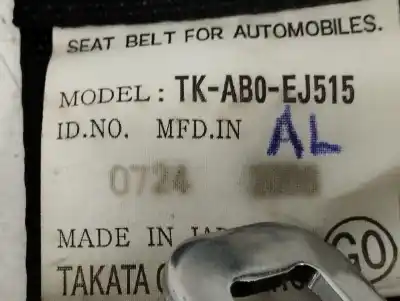 SEAT BELT FOR AUTOMOBILES.
MODEL: TK-AB0-EJ515
ID.NO. MFD.IN AL
0724
MADE IN
TAKATA
GO